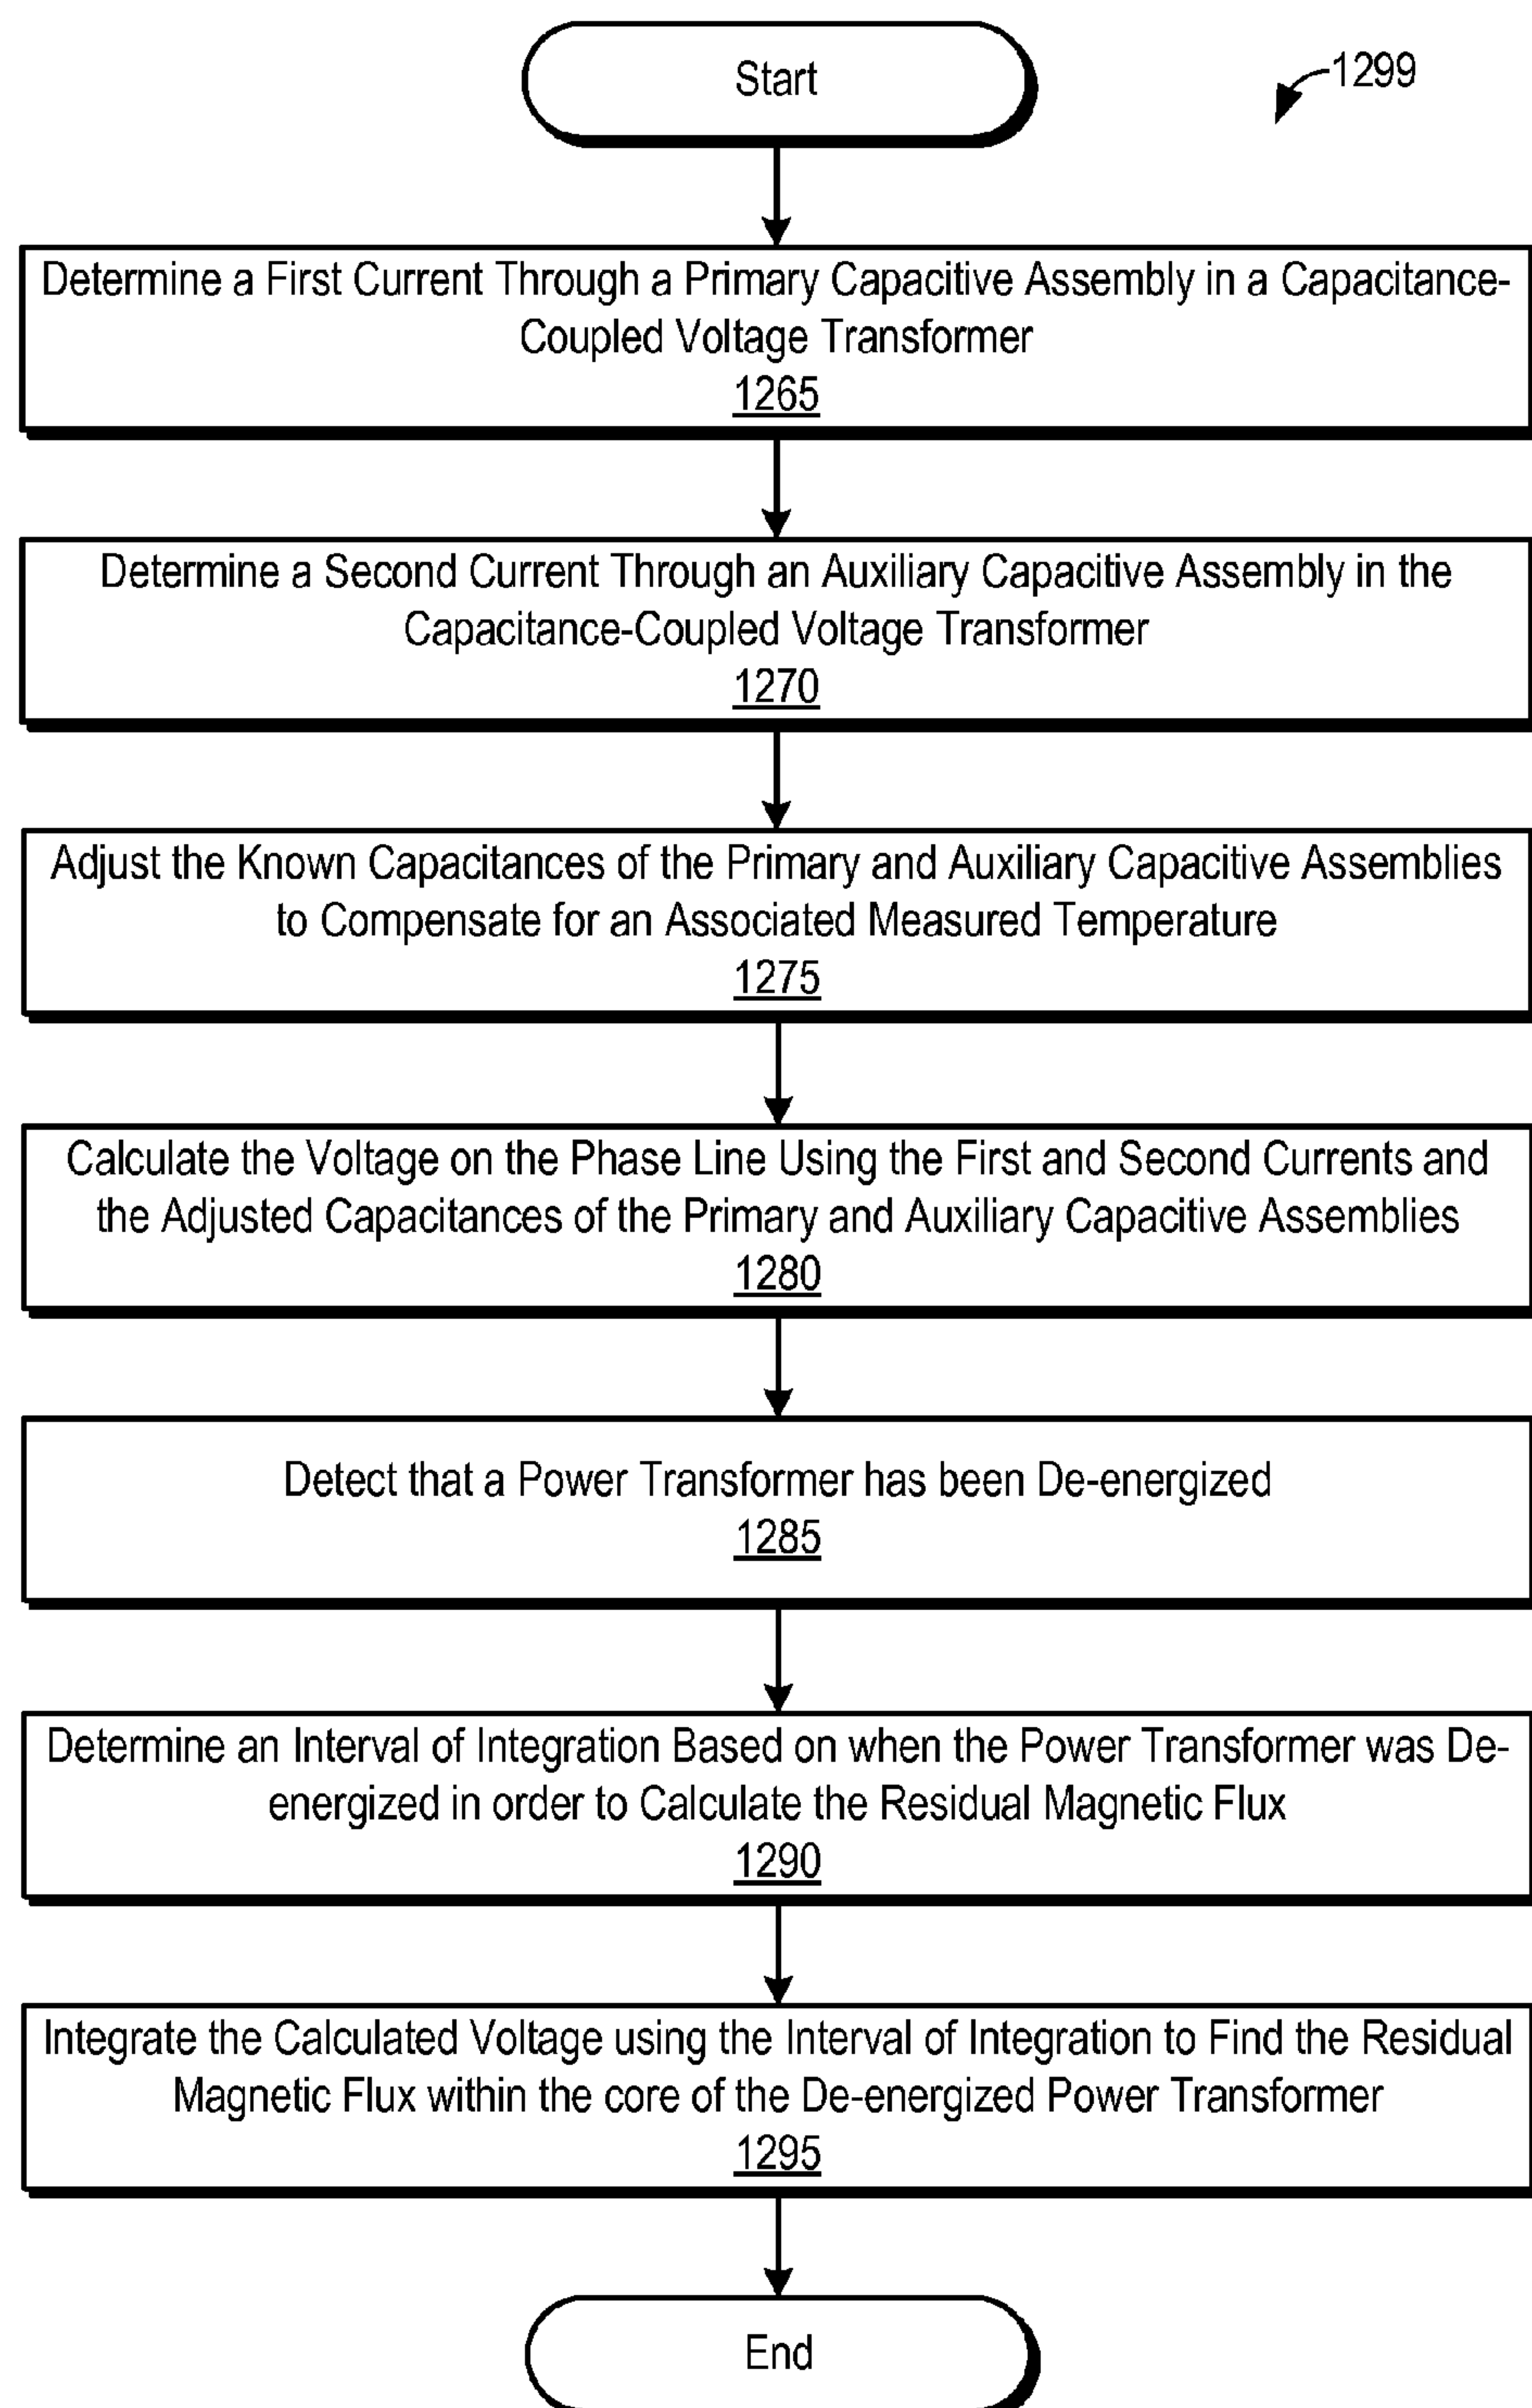 Start
1299
Determine a First Current Through a Primary Capacitive Assembly in a Capacitance-
Coupled Voltage Transformer
1265
Determine a Second Current Through an Auxiliary Capacitive Assembly in the
Capacitance-Coupled Voltage Transformer
1270
Adjust the Known Capacitances of the Primary and Auxiliary Capacitive Assemblies
to Compensate for an Associated Measured Temperature
1275
Calculate the Voltage on the Phase Line Using the First and Second Currents and
the Adjusted Capacitances of the Primary and Auxiliary Capacitive Assemblies
1280
Detect that a Power Transformer has been De-energized
1285
Determine an Interval of Integration Based on when the Power Transformer was De-
energized in order to Calculate the Residual Magnetic Flux
1290
Integrate the Calculated Voltage using the Interval of Integration to Find the Residual
Magnetic Flux within the core of the De-energized Power Transformer
1295
End